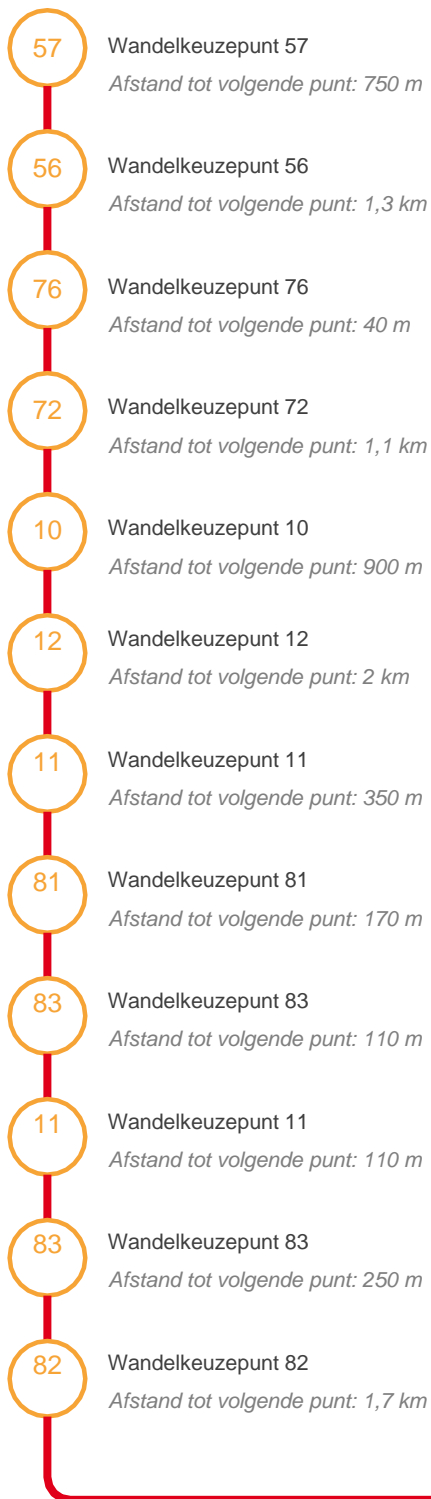 57
Wandelkeuzepunt 57
Afstand tot volgende punt: 750 m
56
Wandelkeuzepunt 56
Afstand tot volgende punt: 1,3 km
76
Wandelkeuzepunt 76
Afstand tot volgende punt: 40 m
72
Wandelkeuzepunt 72
Afstand tot volgende punt: 1,1 km
10
Wandelkeuzepunt 10
Afstand tot volgende punt: 900 m
12
Wandelkeuzepunt 12
Afstand tot volgende punt: 2 km
11
Wandelkeuzepunt 11
Afstand tot volgende punt: 350 m
81
Wandelkeuzepunt 81
Afstand tot volgende punt: 170 m
83
Wandelkeuzepunt 83
Afstand tot volgende punt: 110 m
11
Wandelkeuzepunt 11
Afstand tot volgende punt: 110 m
83
Wandelkeuzepunt 83
Afstand tot volgende punt: 250 m
82
Wandelkeuzepunt 82
Afstand tot volgende punt: 1,7 km